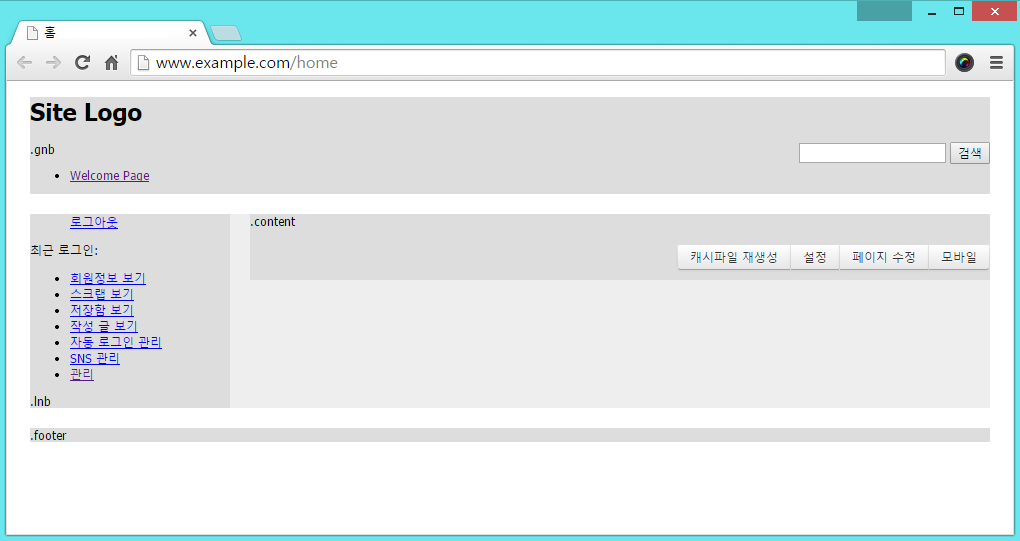 홈
www.example.com/home
Site Logo
.gnb
검색
Welcome Page
로그아웃
최근 로그인:
회원정보 보기
스크랩 보기
저장함 보기
작성 글 보기
자동 로그인 관리
SNS 관리
관리
.lnb
.content
캐시파일 재생성 설정 페이지 수정 모바일
.footer